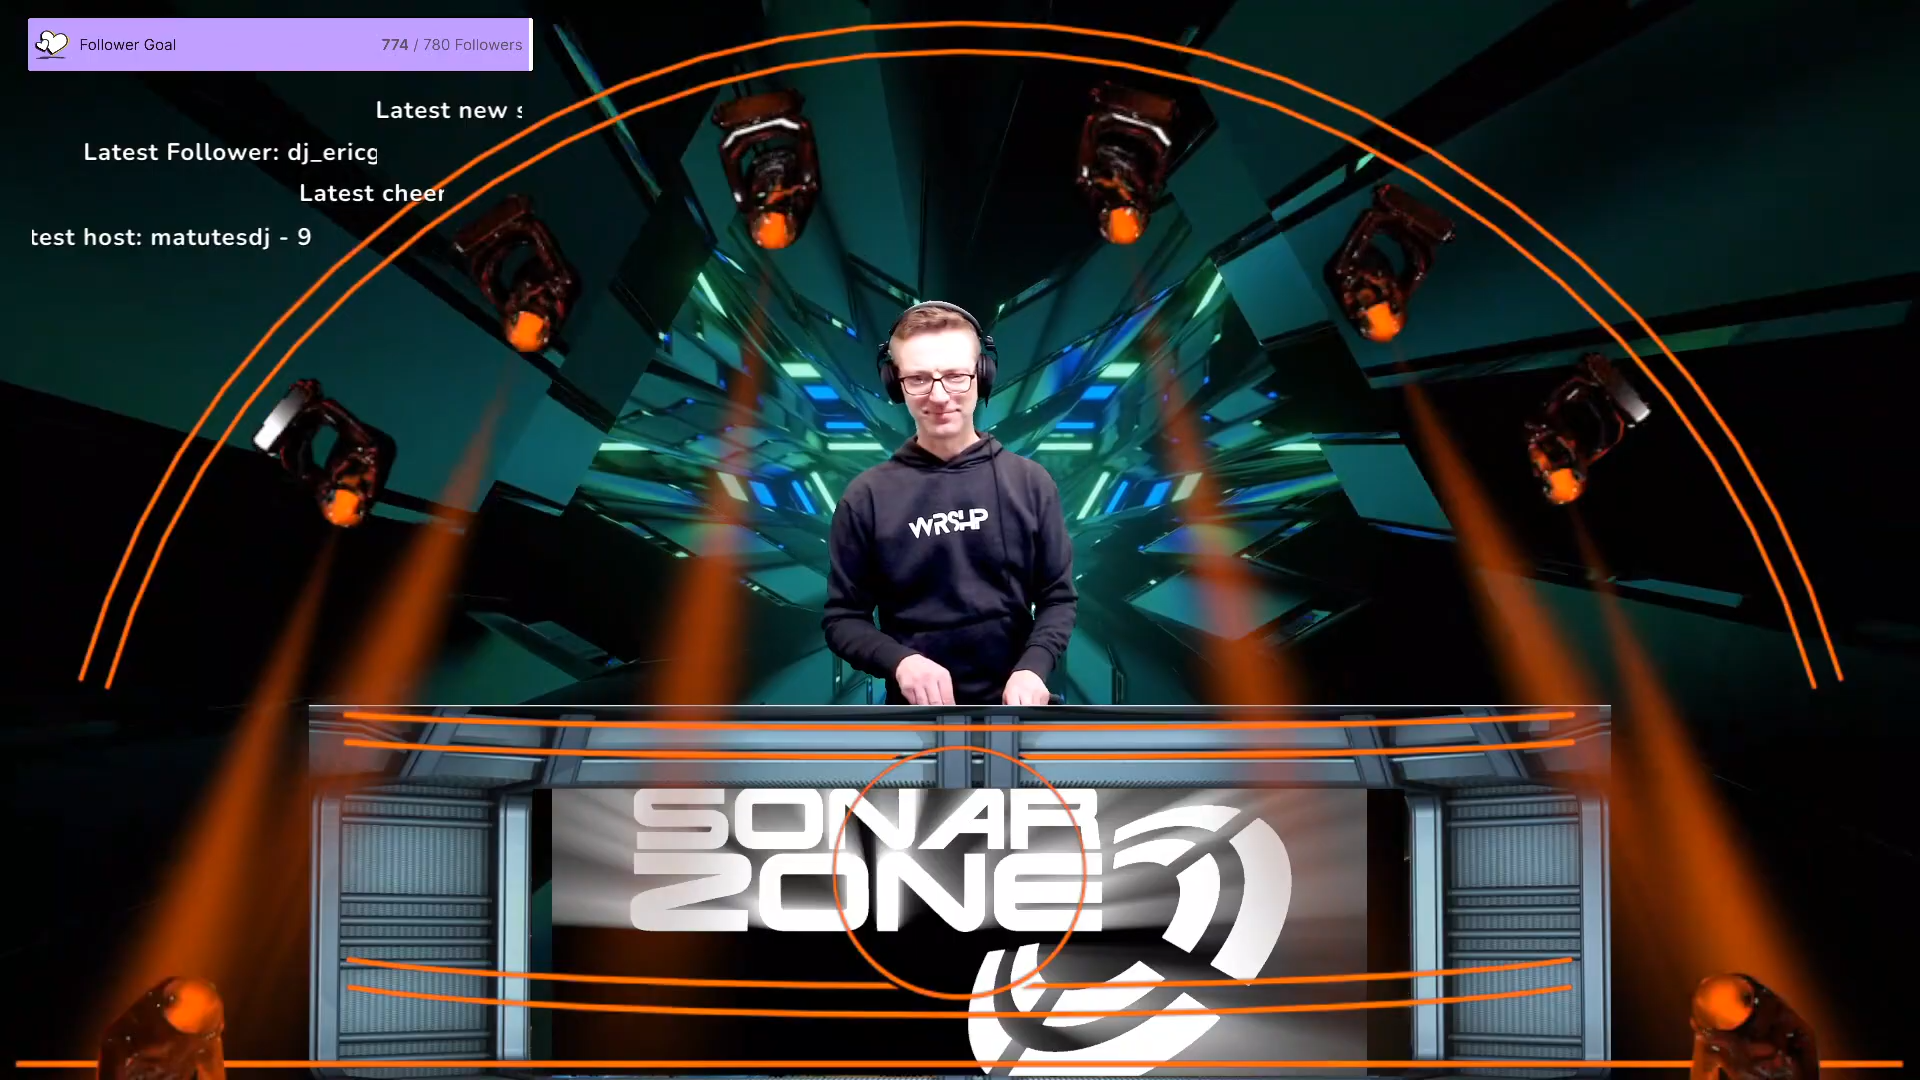 Follower Goal 774 / 780 Followers
Latest new s
Latest Follower: dj_ericg
Latest cheer
test host: matutesdj - 9
WRSHP
SONAR
ZONE